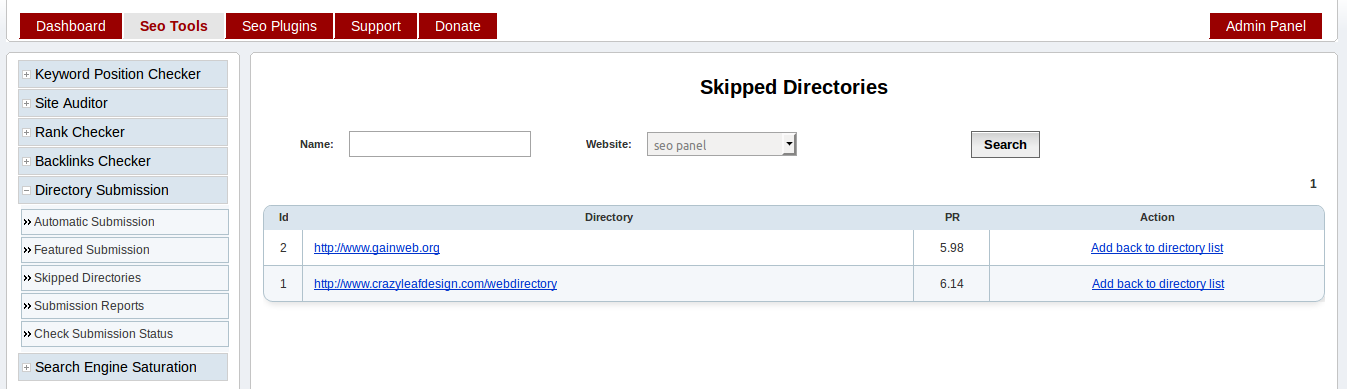 Dashboard Seo Tools Seo Plugins Support Donate Admin Panel
Keyword Position Checker
Site Auditor
Rank Checker
Backlinks Checker
Directory Submission
Automatic Submission
Featured Submission
Skipped Directories
Submission Reports
Check Submission Status
Search Engine Saturation
Skipped Directories
Name: Website: seo panel Search
1
Id Directory PR Action
2 http://www.gainweb.org 5.98 Add back to directory list
1 http://www.crazyleafdesign.com/webdirectory 6.14 Add back to directory list